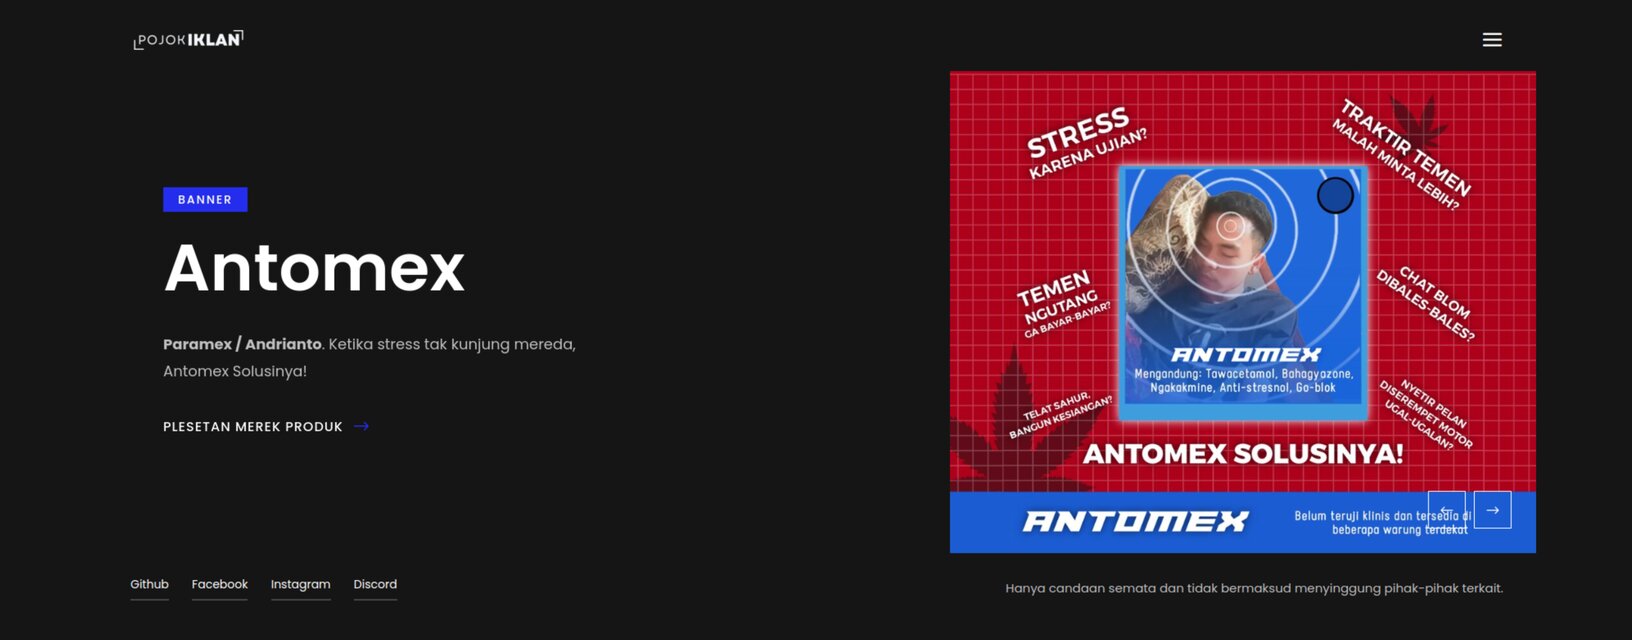 POJOK IKLAN
BANNER
Antomex
Paramex / Andrianto. Ketika stress tak kunjung mereda,
Antomex Solusinya!
PLESETAN MEREK PRODUK →
STRESS
KARENA UJIAN?
TRAKTIR TEMEN
MALAH MINTA LEBIH?
TEMEN
NGUTANG
GA BAYAR-BAYAR?
CHAT BLOM
DIBALES-BALES?
ANTOMEX
Mengandung: Tawacetamol, Bahagyazone,
Ngakakmine, Anti-stresnol, Go-blok
TELAT SAHUR,
BANGUN KESIANGAN?
NYETIR PELAN
DISEREMPET MOTOR
UGAL-UGALAN?
ANTOMEX SOLUSINYA!
ANTOMEX
Belum teruji klinis dan tersedia di
beberapa warung terdekat
Github Facebook Instagram Discord
Hanya candaan semata dan tidak bermaksud menyinggung pihak-pihak terkait.